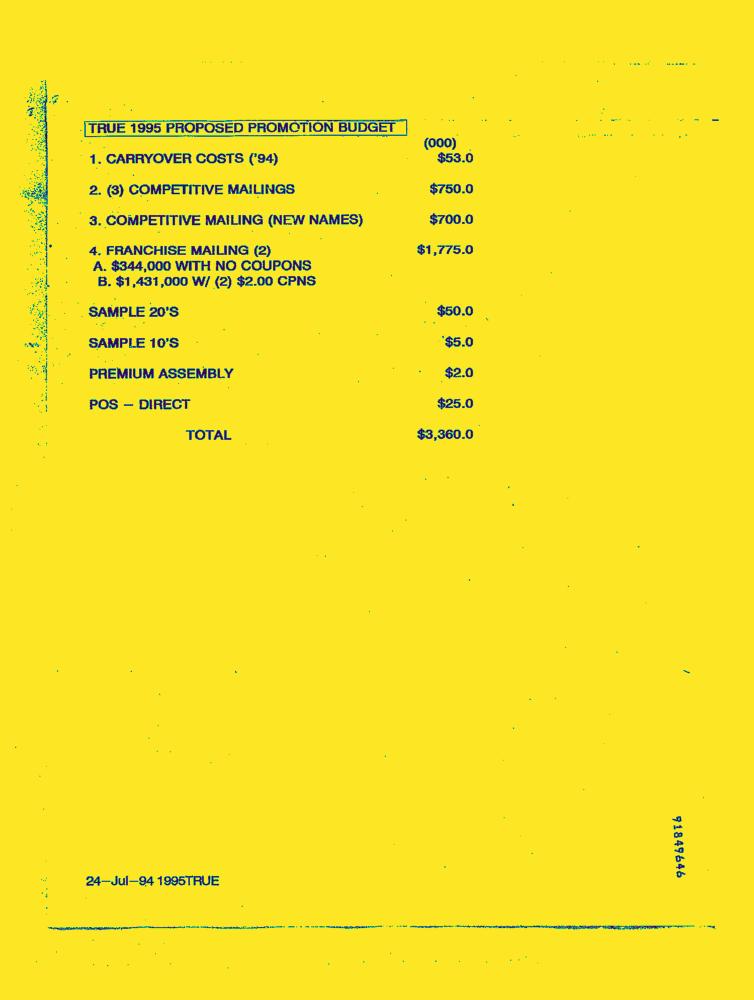 TRUE 1995 PROPOSED PROMOTION BUDGET
(000)
1. CARRYOVER COSTS ('94) $53.0
2. (3) COMPETITIVE MAILINGS $750.0
3. COMPETITIVE MAILING (NEW NAMES) $700.0
4. FRANCHISE MAILING (2) $1,775.0
A. $344,000 WITH NO COUPONS
B. $1,431,000 W/ (2) $2.00 CPNS
SAMPLE 20'S $50.0
SAMPLE 10'S $5.0
PREMIUM ASSEMBLY $2.0
POS – DIRECT $25.0
TOTAL $3,360.0
91849646
24–Jul–94 1995TRUE